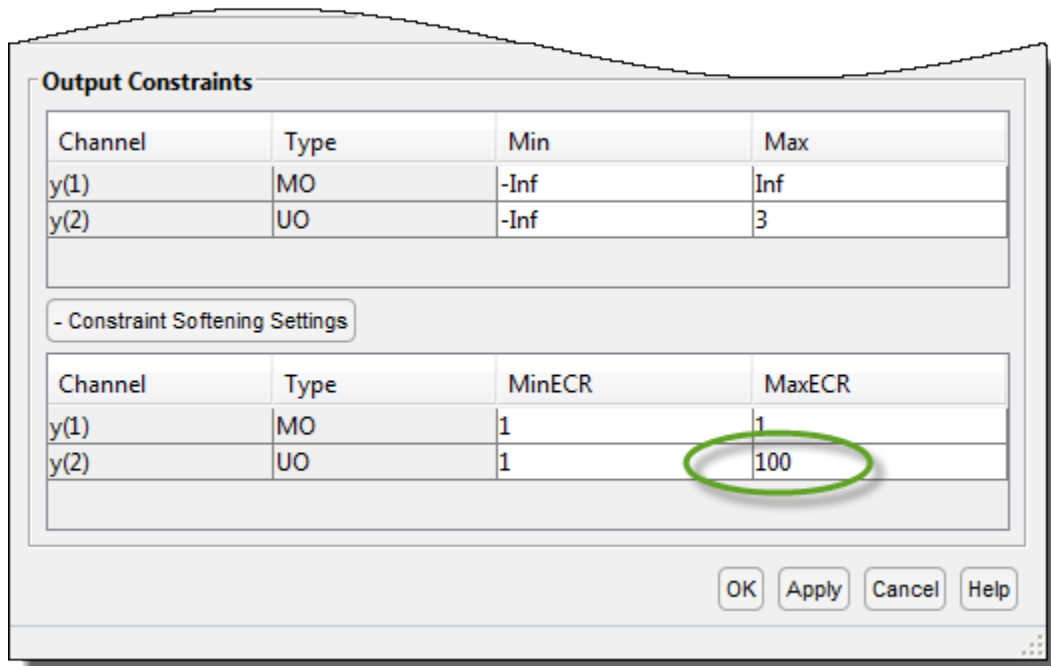 Output Constraints
Channel Type Min Max
y(1) MO -Inf Inf
y(2) UO -Inf 3
- Constraint Softening Settings
Channel Type MinECR MaxECR
y(1) MO 1 1
y(2) UO 1 100
OK Apply Cancel Help